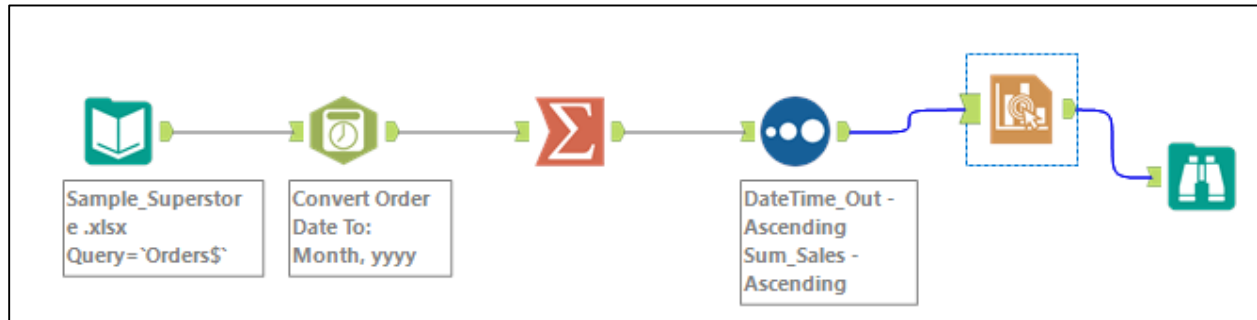 Sample_Superstor
e .xlsx
Query=`Orders$`
Convert Order
Date To:
Month, yyyy
DateTime_Out -
Ascending
Sum_Sales -
Ascending